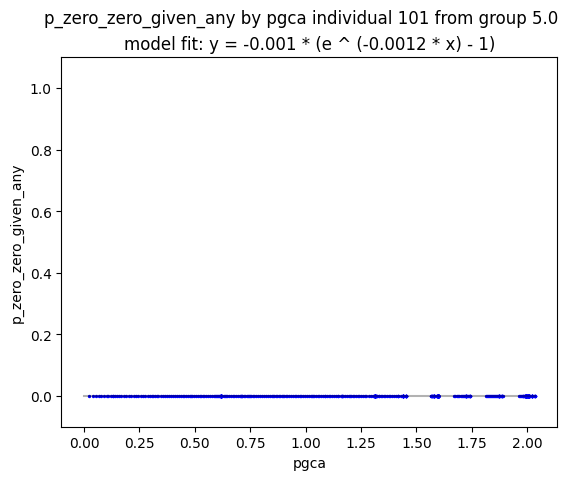 p_zero_zero_given_any by pgca individual 101 from group 5.0
model fit: y = -0.001 * (e ^ (-0.0012 * x) - 1)
1.0
0.8
0.6
0.4
0.2
0.0
p_zero_zero_given_any
0.00 0.25 0.50 0.75 1.00 1.25 1.50 1.75 2.00
pgca